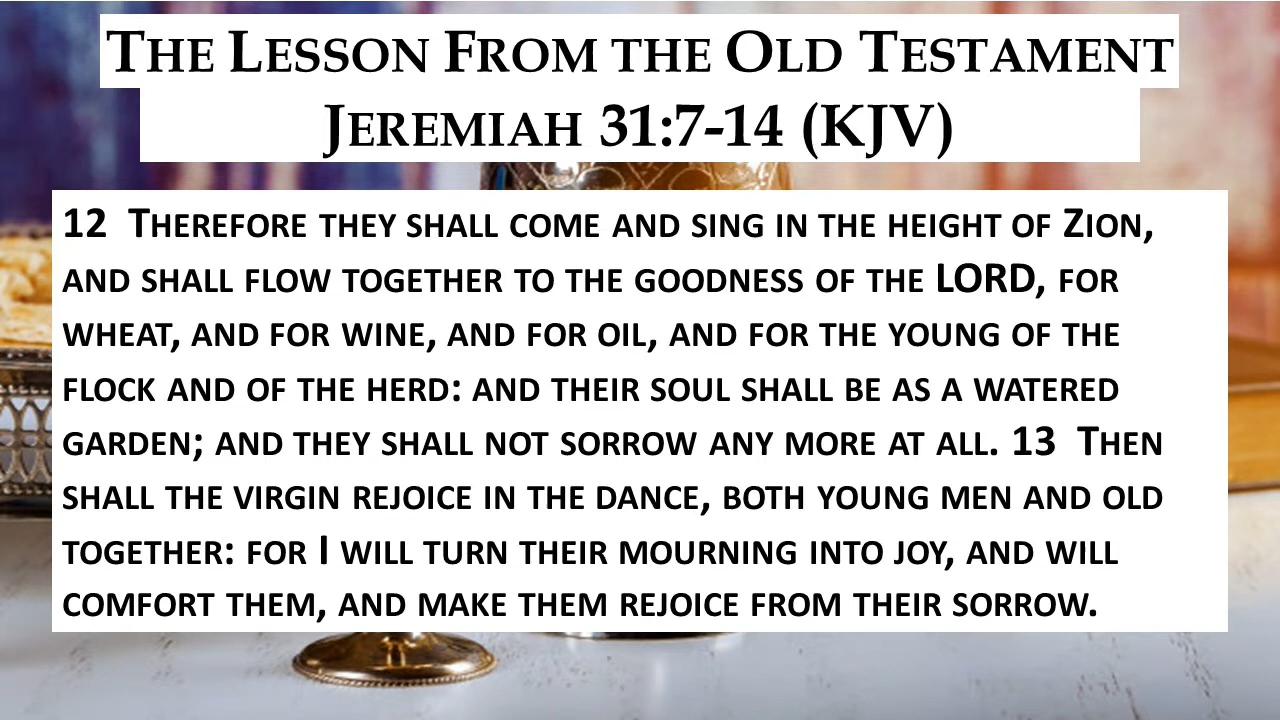 The Lesson From the Old Testament
Jeremiah 31:7-14 (KJV)
12 Therefore they shall come and sing in the height of Zion,
and shall flow together to the goodness of the LORD, for
wheat, and for wine, and for oil, and for the young of the
flock and of the herd: and their soul shall be as a watered
garden; and they shall not sorrow any more at all. 13 Then
shall the virgin rejoice in the dance, both young men and old
together: for I will turn their mourning into joy, and will
comfort them, and make them rejoice from their sorrow.